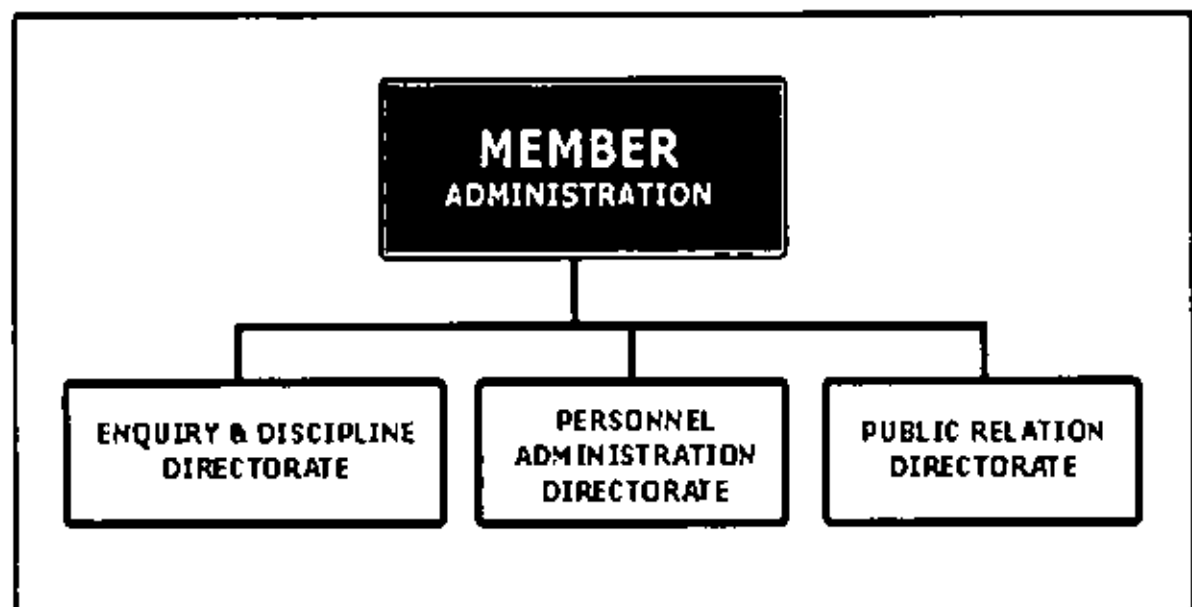 MEMBER
ADMINISTRATION
ENQUIRY & DISCIPLINE
DIRECTORATE
PERSONNEL
ADMINISTRATION
DIRECTORATE
PUBLIC RELATION
DIRECTORATE